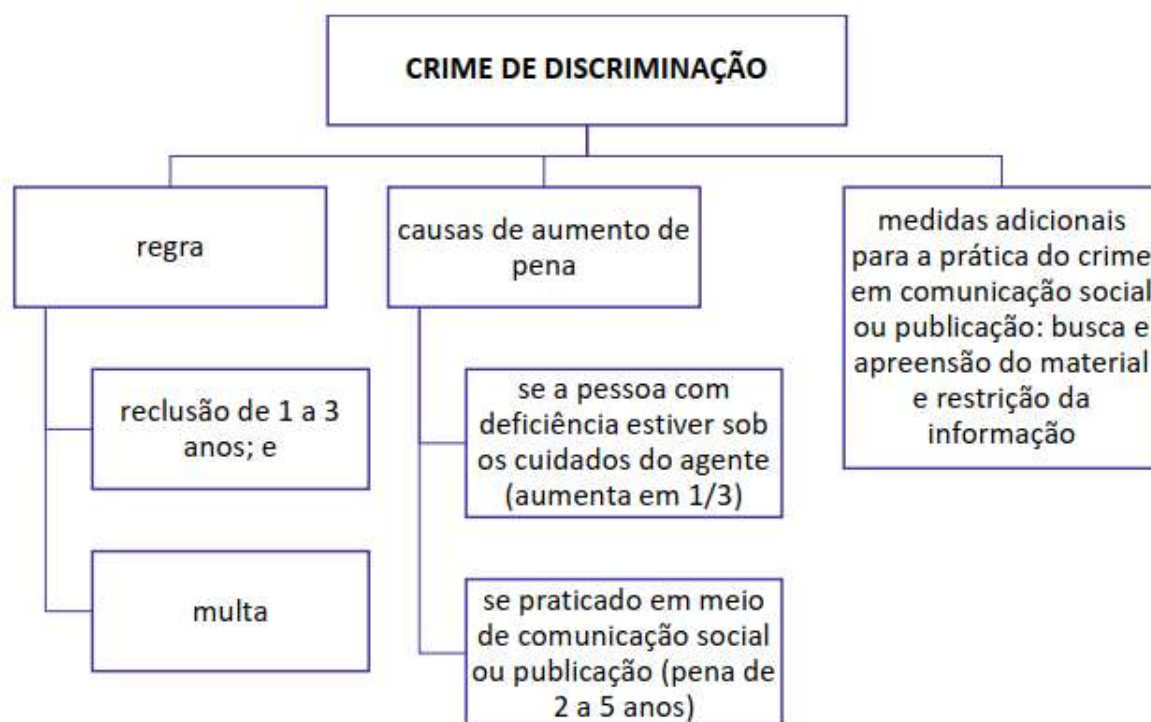 CRIME DE DISCRIMINAÇÃO
regra
reclusão de 1 a 3
anos; e
multa
causas de aumento de
pena
se a pessoa com
deficiência estiver sob
os cuidados do agente
(aumenta em 1/3)
se praticado em meio
de comunicação social
ou publicação (pena de
2 a 5 anos)
medidas adicionais
para a prática do crime
em comunicação social
ou publicação: busca e
apreensão do material
e restrição da
informação